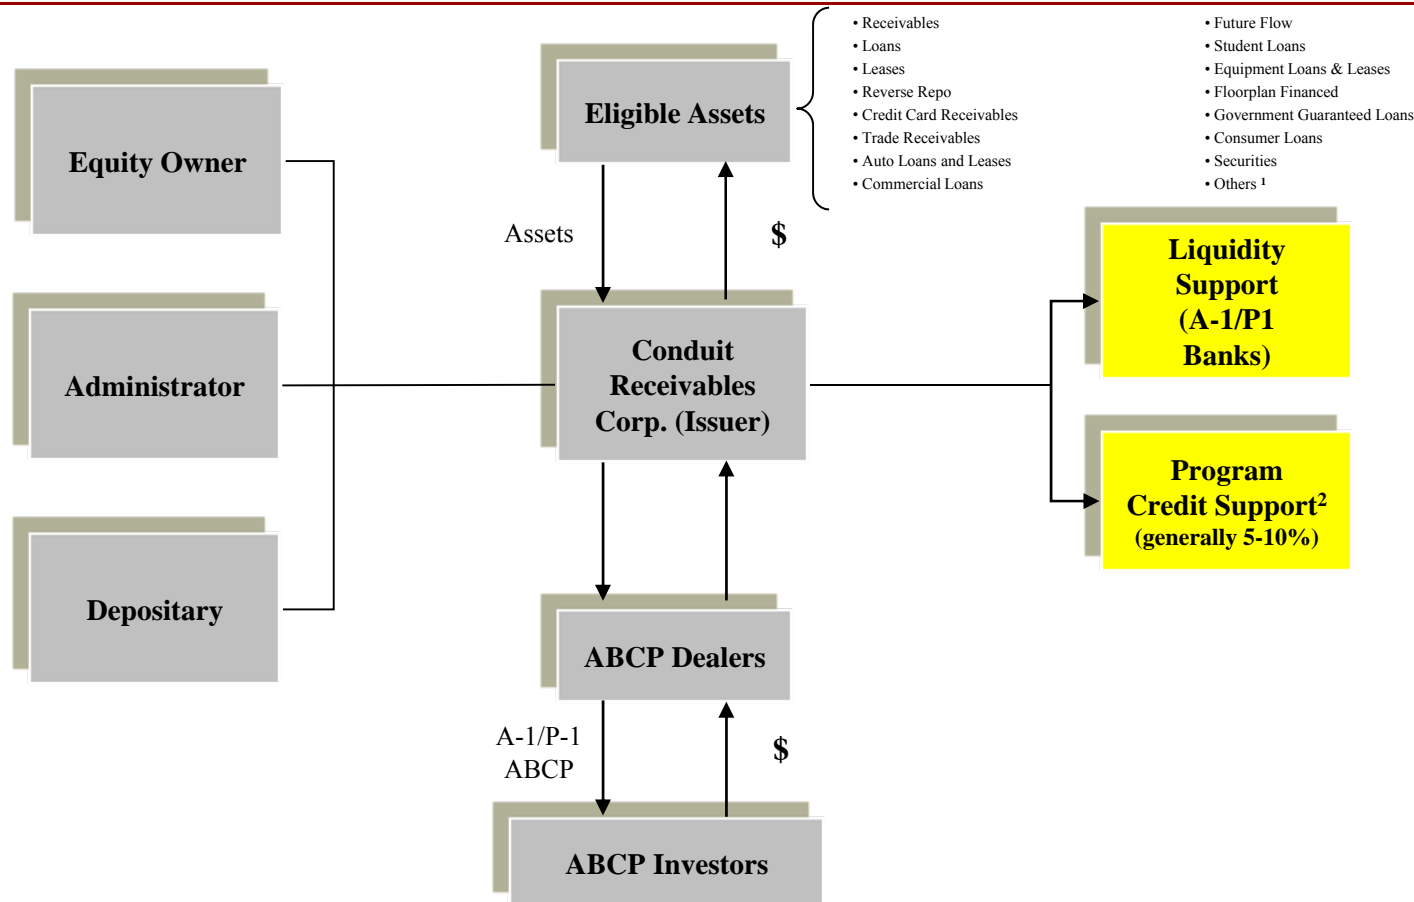 • Receivables
• Loans
• Leases
• Reverse Repo
• Credit Card Receivables
• Trade Receivables
• Auto Loans and Leases
• Commercial Loans
• Future Flow
• Student Loans
• Equipment Loans & Leases
• Floorplan Financed
• Government Guaranteed Loans
• Consumer Loans
• Securities
• Others ¹
Eligible Assets
Equity Owner
Assets
$
Liquidity
Support
(A-1/P1
Banks)
Administrator
Conduit
Receivables
Corp. (Issuer)
Program
Credit Support²
(generally 5-10%)
Depositary
ABCP Dealers
A-1/P-1
ABCP
$
ABCP Investors